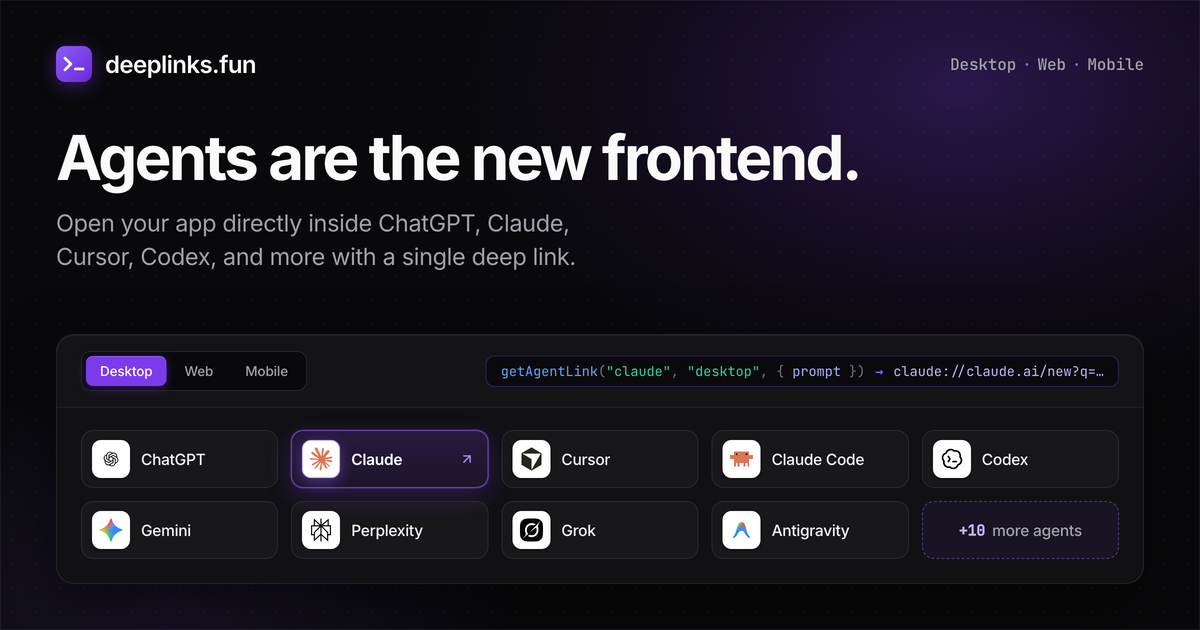 deeplinks.fun
Desktop · Web · Mobile
Agents are the new frontend.
Open your app directly inside ChatGPT, Claude,
Cursor, Codex, and more with a single deep link.
Desktop Web Mobile
getAgentLink("claude", "desktop", { prompt }) → claude://claude.ai/new?q=…
ChatGPT
Claude
Cursor
Claude Code
Codex
Gemini
Perplexity
Grok
Antigravity
+10 more agents